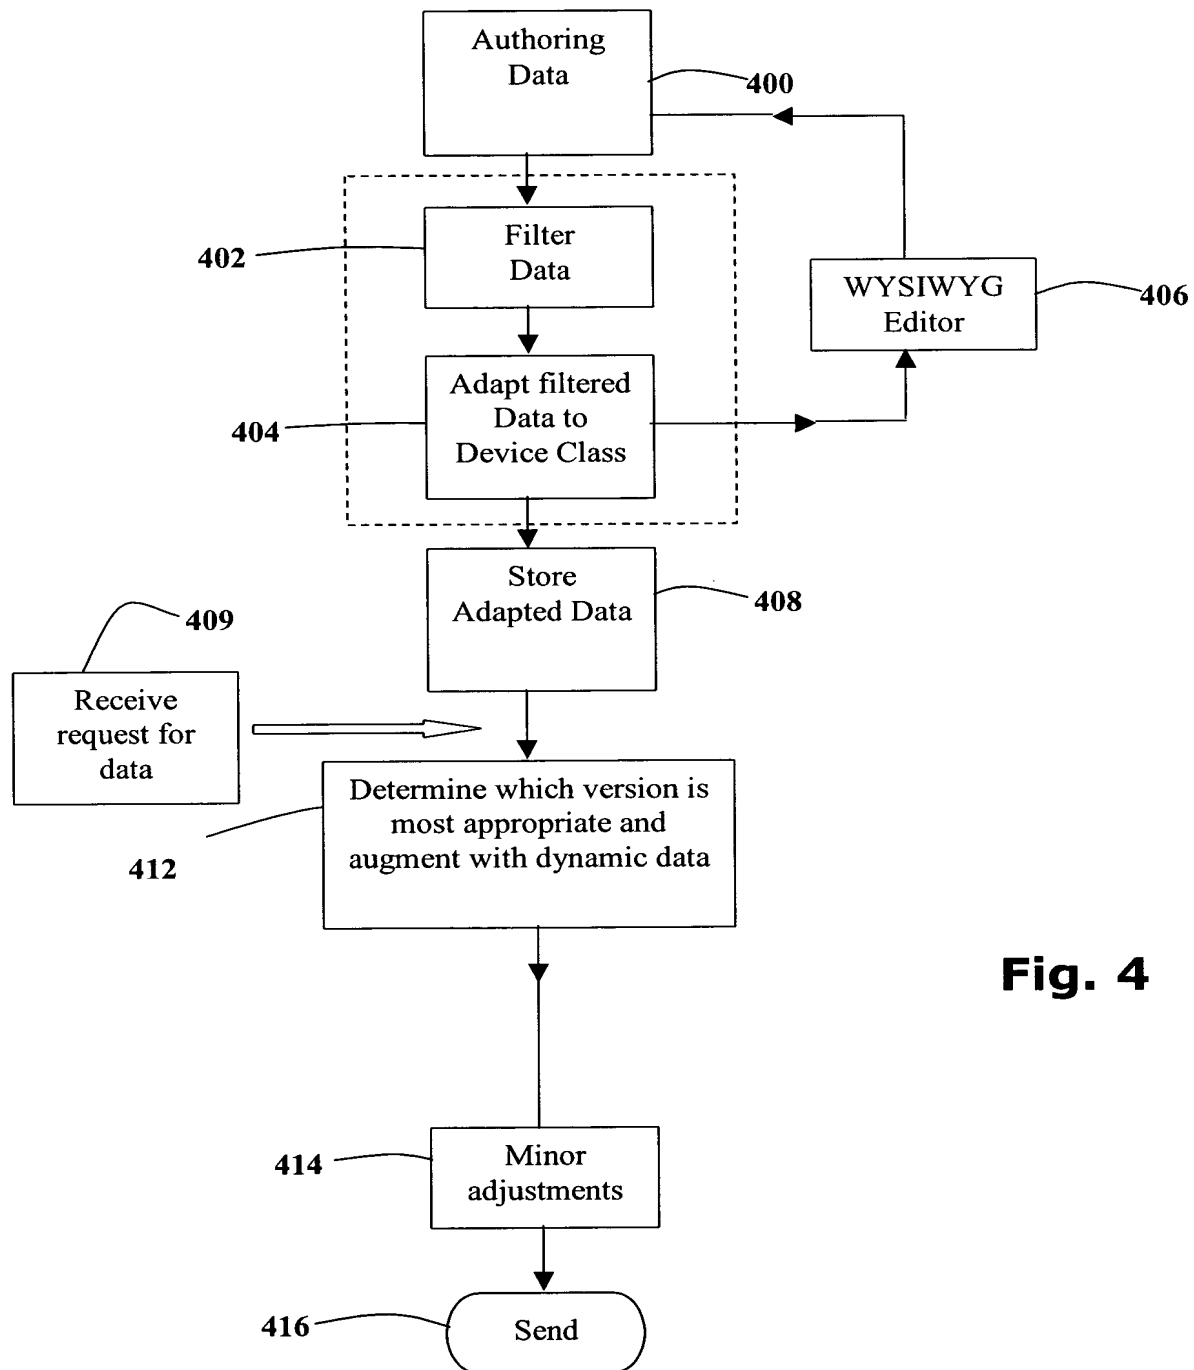 Authoring
Data
400
Filter
Data
402
WYSIWYG
Editor
406
Adapt filtered
Data to
Device Class
404
Store
Adapted Data
408
409
Receive
request for
data
Determine which version is
most appropriate and
augment with dynamic data
412
Fig. 4
Minor
adjustments
414
Send
416